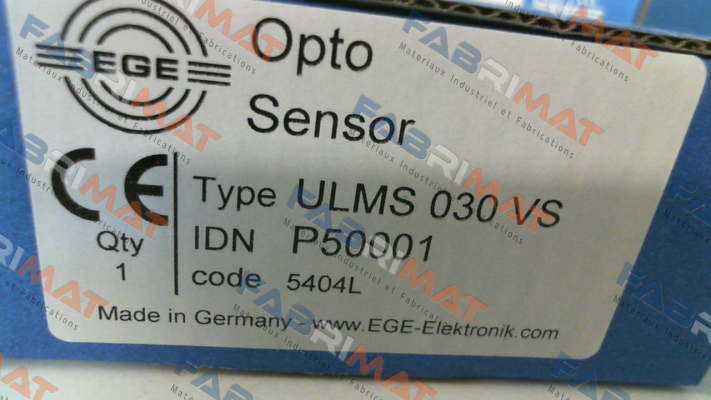 EGE
Opto
Sensor
CE
Type ULMS 030 VS
Qty
1
IDN P50001
code 5404L
Made in Germany - www.EGE-Elektronik.com
FABRIMAT
Materiaux Industriel et Fabrications